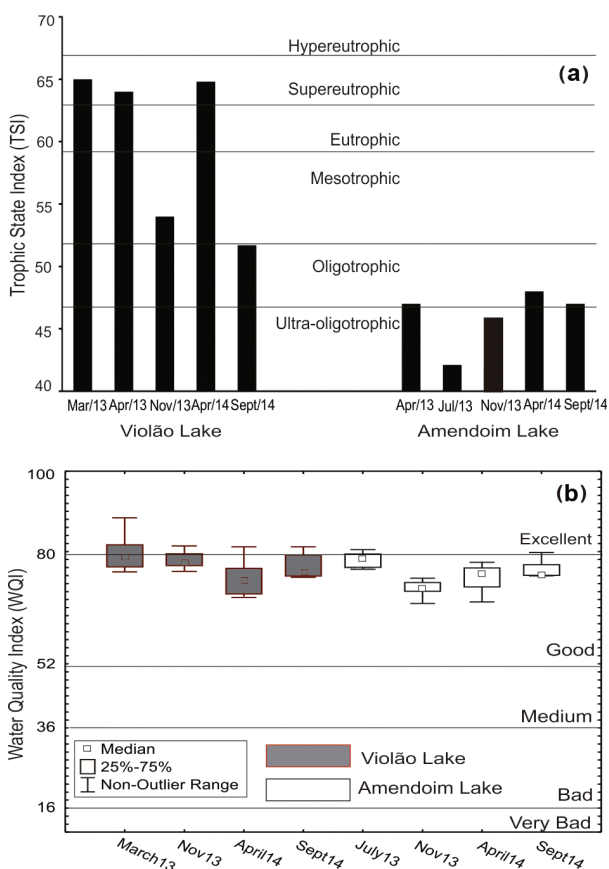 70
Hypereutrophic
(a)
65
Supereutrophic
60
Eutrophic
Mesotrophic
55
50
Oligotrophic
45
Ultra-oligotrophic
40
Trophic State Index (TSI)
Mar/13 Apr/13 Nov/13 Apr/14 Sept/14
Apr/13 Jul/13 Nov/13 Apr/14 Sept/14
Violão Lake
Amendoim Lake
100
(b)
Excellent
80
Good
52
Medium
36
Bad
16
Very Bad
Water Quality Index (WQI)
Median
25%-75%
Non-Outlier Range
Violão Lake
Amendoim Lake
March13 Nov13 April14 Sept14 July13 Nov13 April14 Sept14